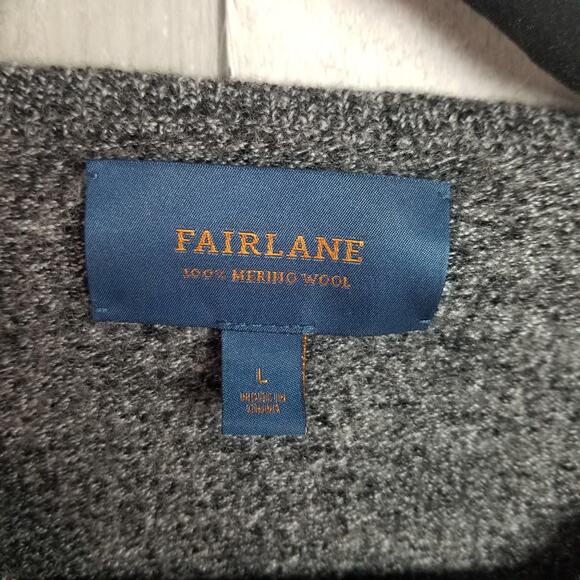 FAIRLANE
100% MERINO WOOL
L
MADE IN
CHINA